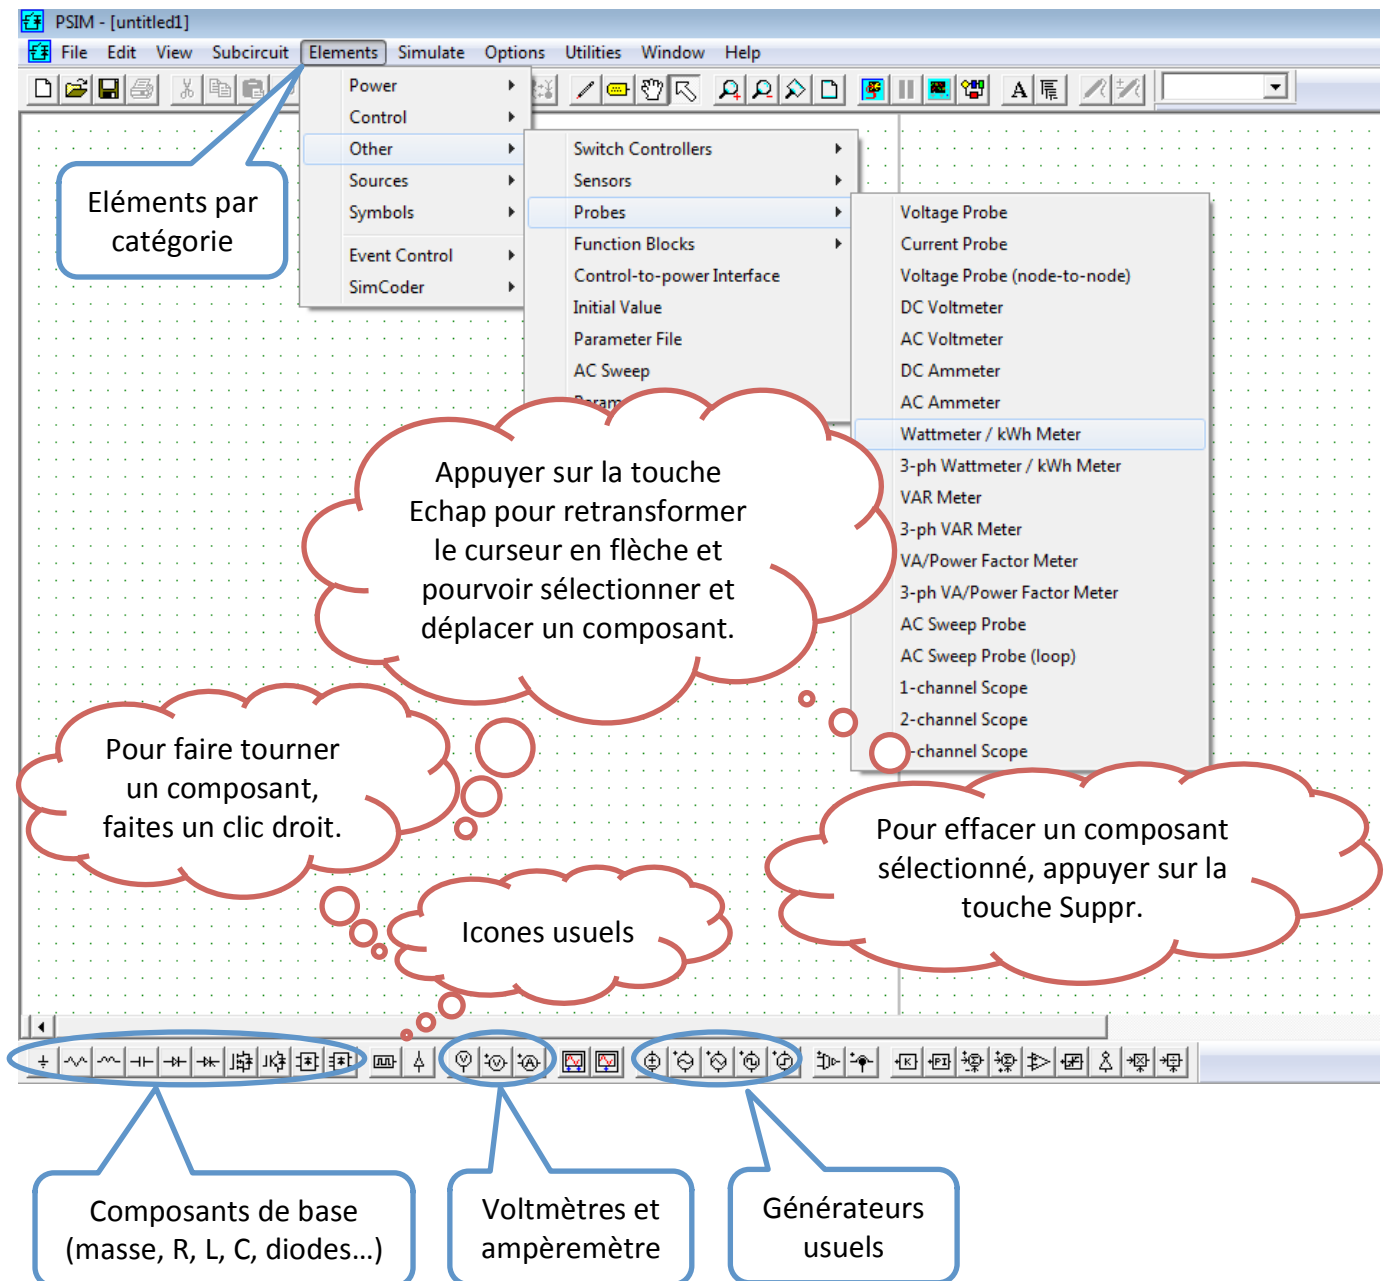 PSIM - [untitled1]
File Edit View Subcircuit Elements Simulate Options Utilities Window Help
Power
Control
Other
Sources
Symbols
Event Control
SimCoder
Switch Controllers
Sensors
Probes
Function Blocks
Control-to-power Interface
Initial Value
Parameter File
AC Sweep
Param
Voltage Probe
Current Probe
Voltage Probe (node-to-node)
DC Voltmeter
AC Voltmeter
DC Ammeter
AC Ammeter
Wattmeter / kWh Meter
3-ph Wattmeter / kWh Meter
VAR Meter
3-ph VAR Meter
VA/Power Factor Meter
3-ph VA/Power Factor Meter
AC Sweep Probe
AC Sweep Probe (loop)
1-channel Scope
2-channel Scope
-channel Scope
Eléments par
catégorie
Appuyer sur la touche
Echap pour retransformer
le curseur en flèche et
pourvoir sélectionner et
déplacer un composant.
Pour faire tourner
un composant,
faites un clic droit.
Pour effacer un composant
sélectionné, appuyer sur la
touche Suppr.
Icones usuels
Composants de base
(masse, R, L, C, diodes...)
Voltmètres et
ampèremètre
Générateurs
usuels